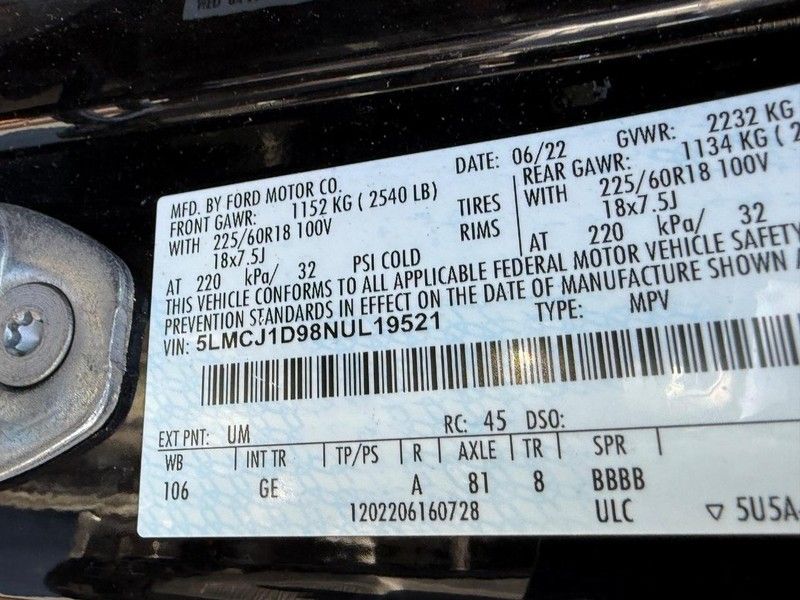 MFD. BY FORD MOTOR CO.
DATE: 06/22 GVWR: 2232 KG
FRONT GAWR: 1152 KG ( 2540 LB)
REAR GAWR: 1134 KG (
WITH 225/60R18 100V TIRES
WITH 225/60R18 100V
18x7.5J RIMS
18x7.5J
AT 220 kPa/ 32 PSI COLD
AT 220 kPa/ 32
THIS VEHICLE CONFORMS TO ALL APPLICABLE FEDERAL MOTOR VEHICLE SAFETY
PREVENTION STANDARDS IN EFFECT ON THE DATE OF MANUFACTURE SHOWN
VIN: 5LMCJ1D98NUL19521 TYPE: MPV
EXT PNT: UM RC: 45 DSO:
WB INT TR TP/PS R AXLE TR SPR
106 GE A 81 8 BBBB
1202206160728 ULC ▽ 5U5A-